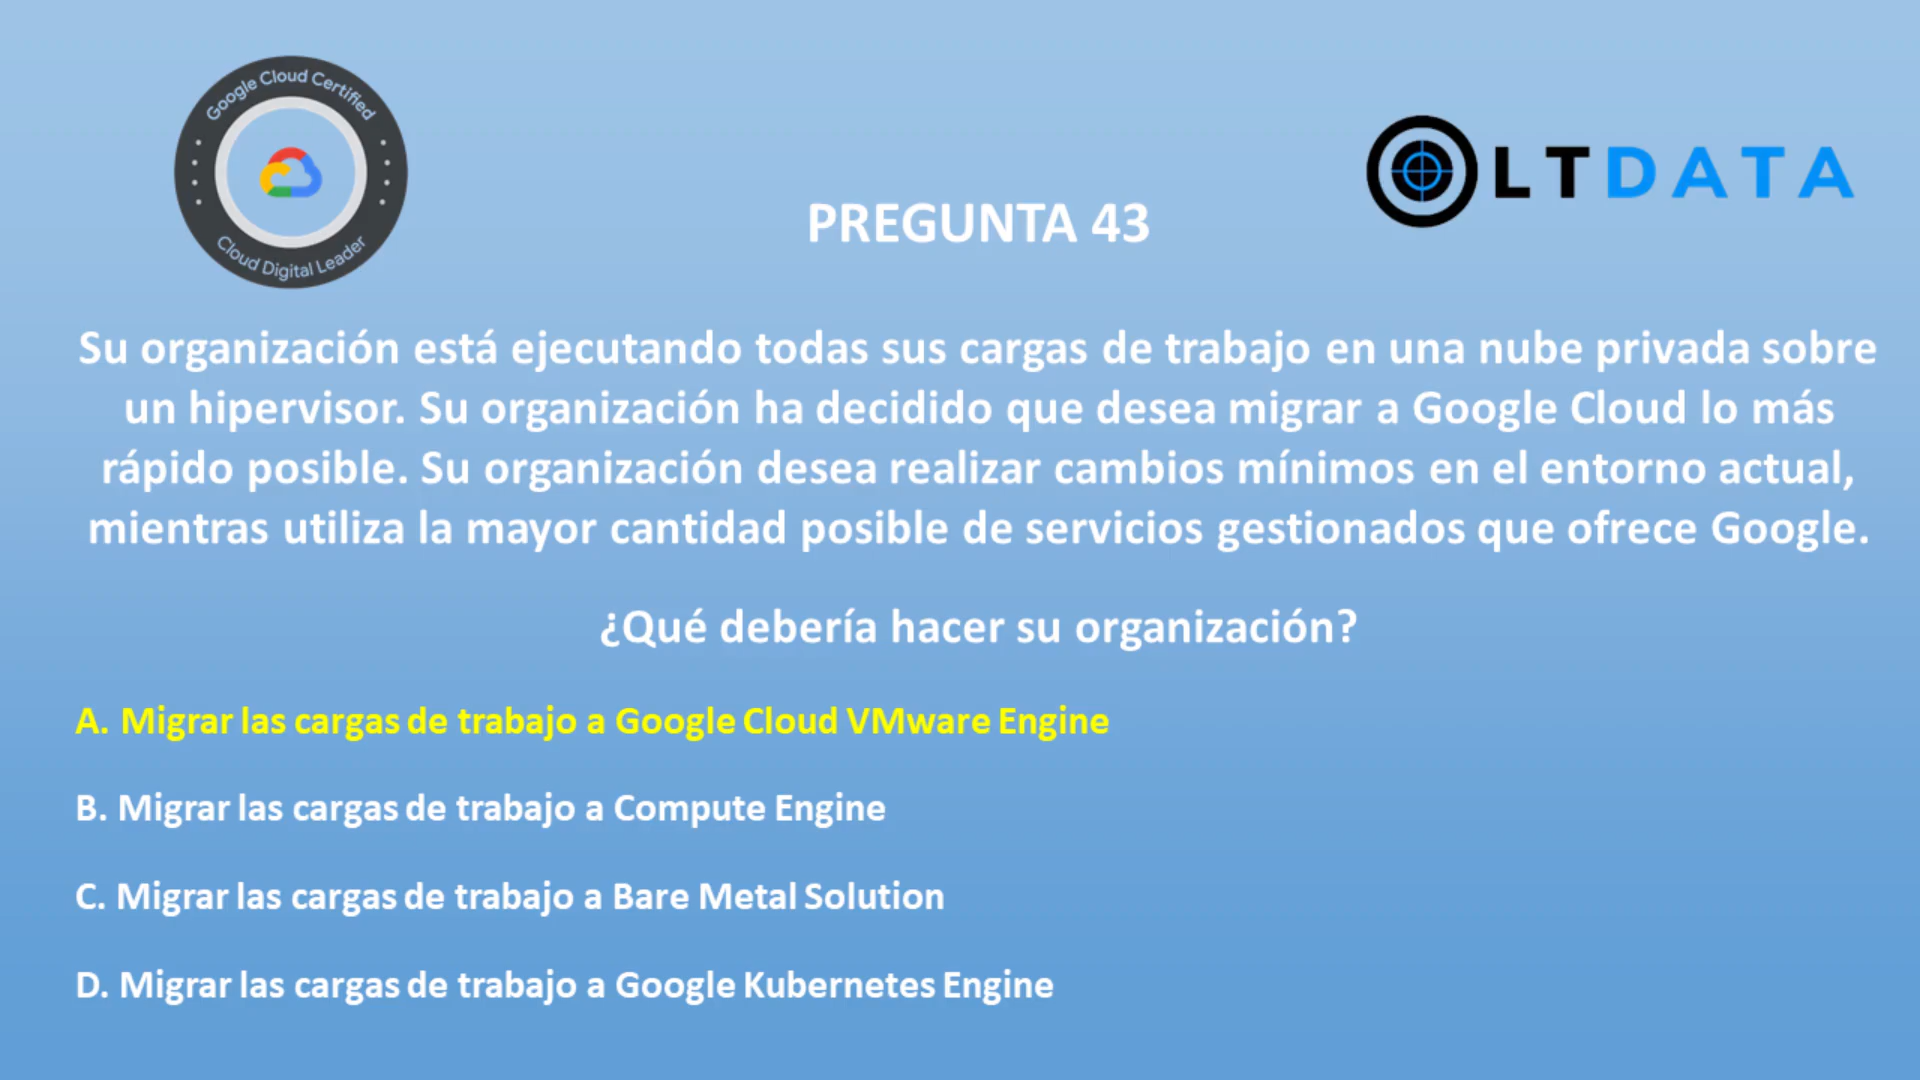 Google Cloud Certified
Cloud Digital Leader
LTDATA
PREGUNTA 43
Su organización está ejecutando todas sus cargas de trabajo en una nube privada sobre
un hipervisor. Su organización ha decidido que desea migrar a Google Cloud lo más
rápido posible. Su organización desea realizar cambios mínimos en el entorno actual,
mientras utiliza la mayor cantidad posible de servicios gestionados que ofrece Google.
¿Qué debería hacer su organización?
A. Migrar las cargas de trabajo a Google Cloud VMware Engine
B. Migrar las cargas de trabajo a Compute Engine
C. Migrar las cargas de trabajo a Bare Metal Solution
D. Migrar las cargas de trabajo a Google Kubernetes Engine